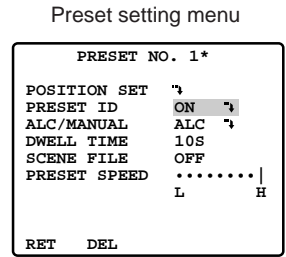 Preset setting menu
PRESET NO. 1*
POSITION SET ↴
PRESET ID ON ↴
ALC/MANUAL ALC ↴
DWELL TIME 10S
SCENE FILE OFF
PRESET SPEED ••••••••|
L H
RET DEL